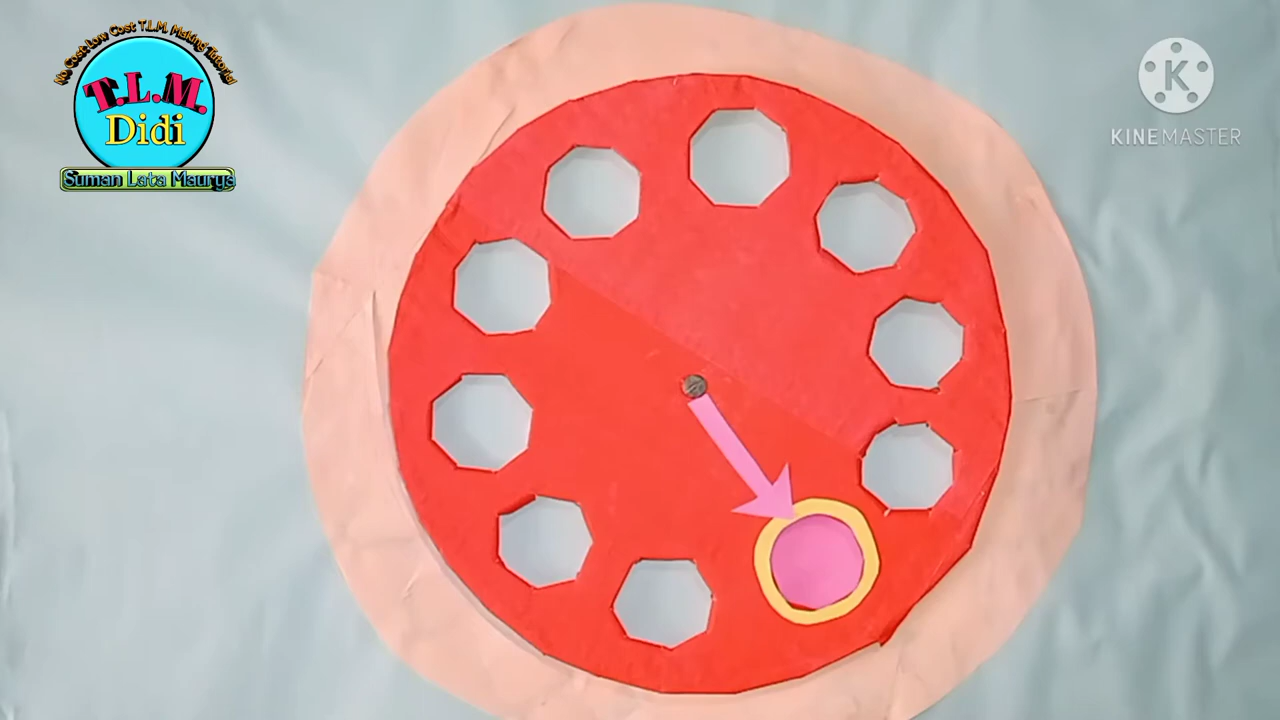 No Cost Low Cost T.L.M. Making Tutorial
T.L.M.
Didi
Suman Lata Maurya
K
KINEMASTER